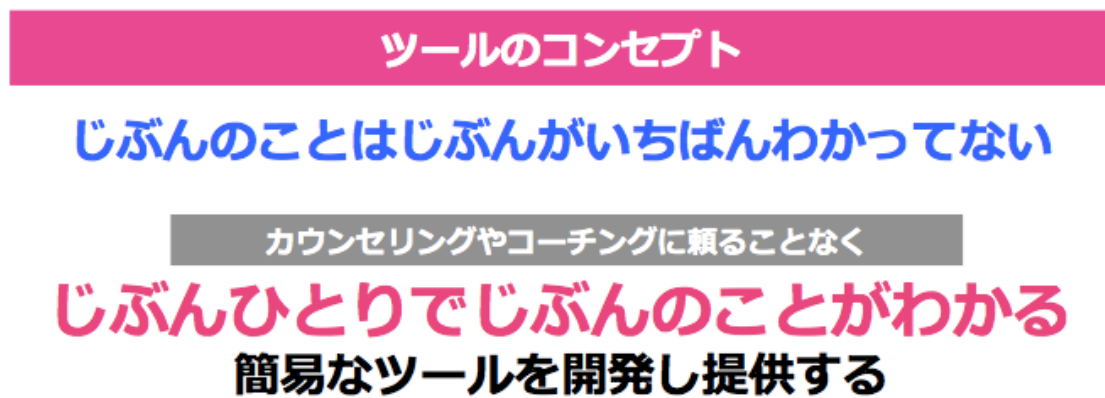 ツールのコンセプト
じぶんのことはじぶんがいちばんわかってない
カウンセリングやコーチングに頼ることなく
じぶんひとりでじぶんのことがわかる
簡易なツールを開発し提供する